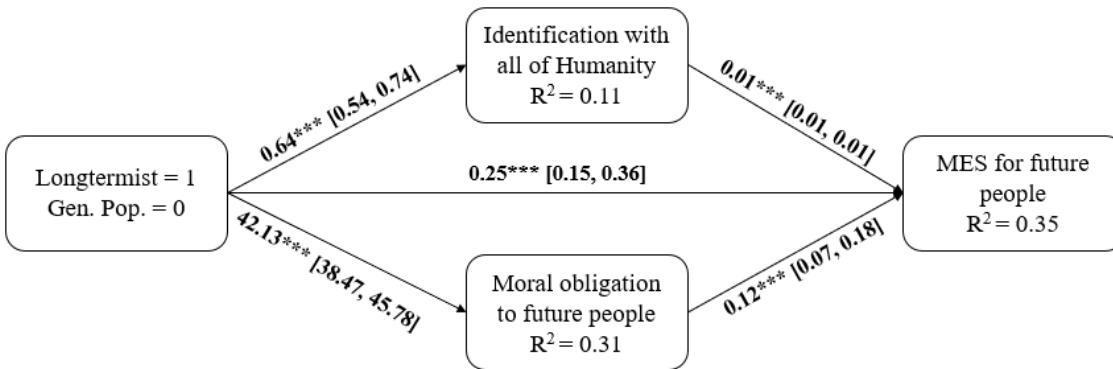 Identification with
all of Humanity
R² = 0.11
0.64*** [0.54, 0.74]
0.01*** [0.01, 0.01]
Longtermist = 1
Gen. Pop. = 0
0.25*** [0.15, 0.36]
MES for future
people
R² = 0.35
42.13*** [38.47, 45.78]
0.12*** [0.07, 0.18]
Moral obligation
to future people
R² = 0.31